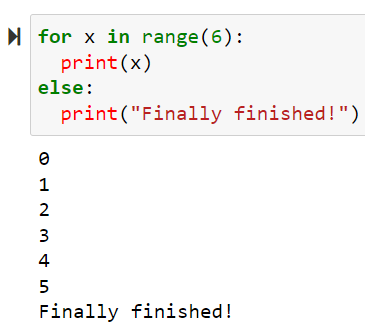 for x in range(6):
  print(x)
else:
  print("Finally finished!")
0
1
2
3
4
5
Finally finished!